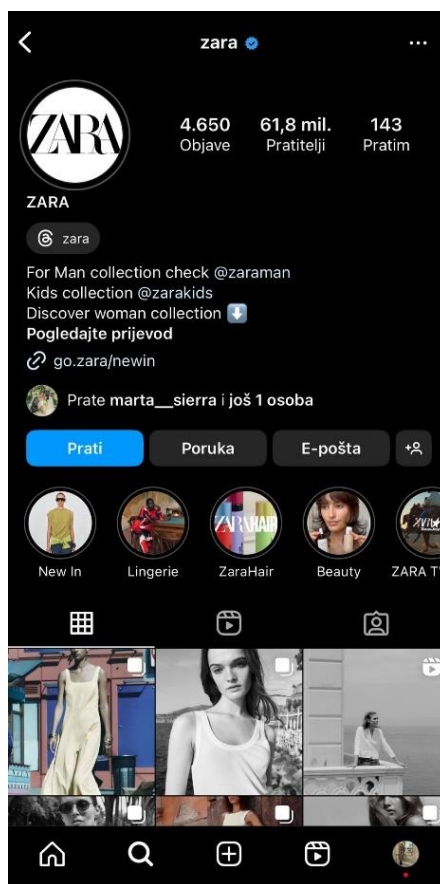 zara
ZARA
4.650 61,8 mil. 143
Objave Pratitelji Pratim
ZARA
zara
For Man collection check @zaraman
Kids collection @zarakids
Discover woman collection ⬇️
Pogledajte prijevod
go.zara/newin
Prate marta__sierra i još 1 osoba
Prati Poruka E-pošta
ZARAHAIR
New In Lingerie ZaraHair Beauty ZARA T